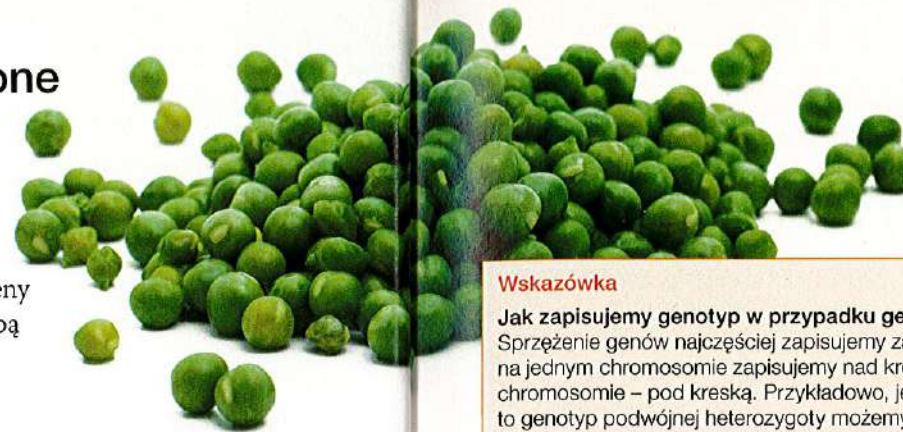 one
eny
bą
Wskazówka
Jak zapisujemy genotyp w przypadku ge
Sprzężenie genów najczęściej zapisujemy za
na jednym chromosomie zapisujemy nad kre
chromosomie – pod kreską. Przykładowo, je
to genotyp podwójnej heterozygoty możemy